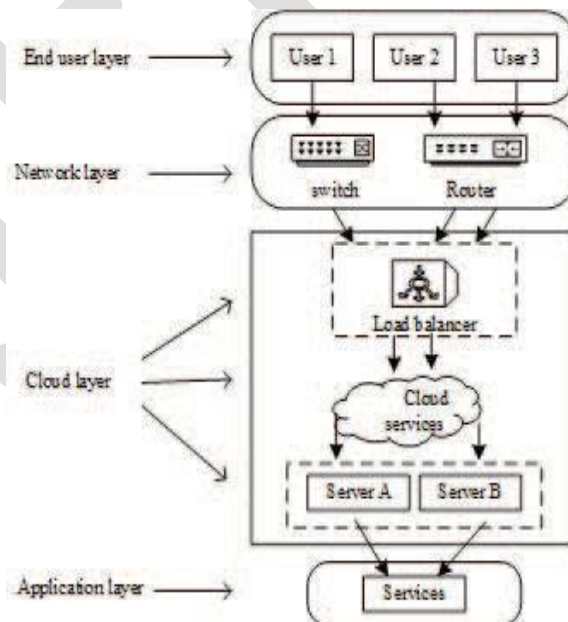 End user layer
User 1
User 2
User 3
Network layer
switch
Router
Load balancer
Cloud layer
Cloud
services
Server A
Server B
Application layer
Services